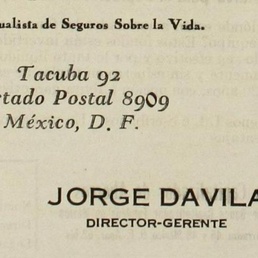 ualista de Seguros Sobre la Vida.
Tacuba 92
rtado Postal 8909
México, D. F.
JORGE DAVILA
DIRECTOR-GERENTE